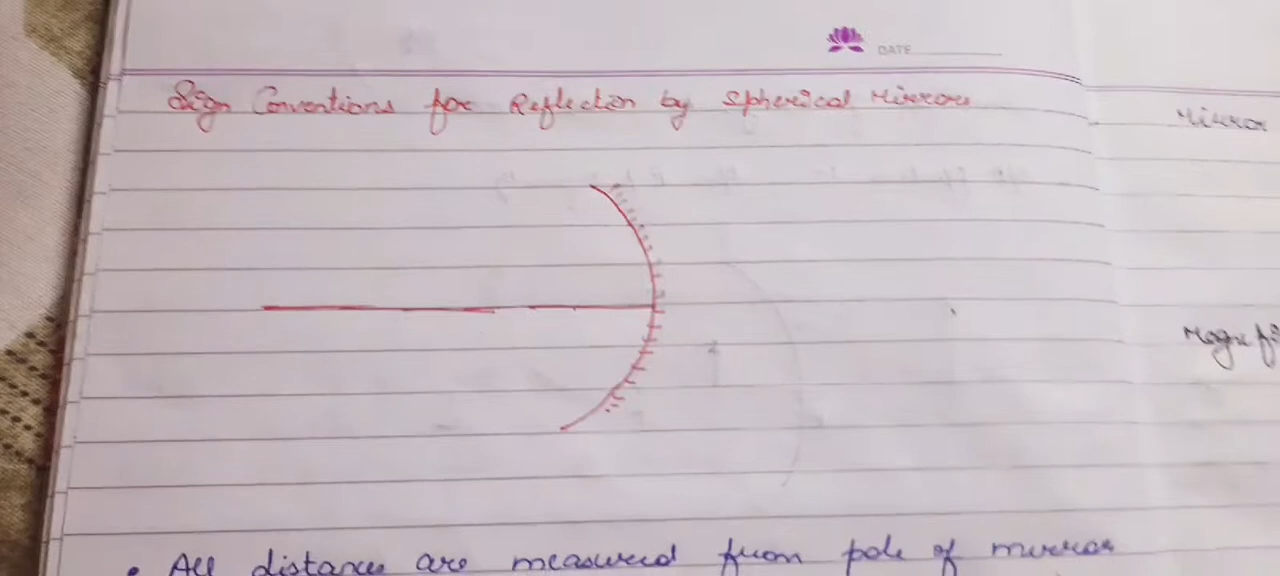 DATE
Sign Conventions for Reflection by Spherical Mirrors
Mirror
• All distances are measured from pole of mirror